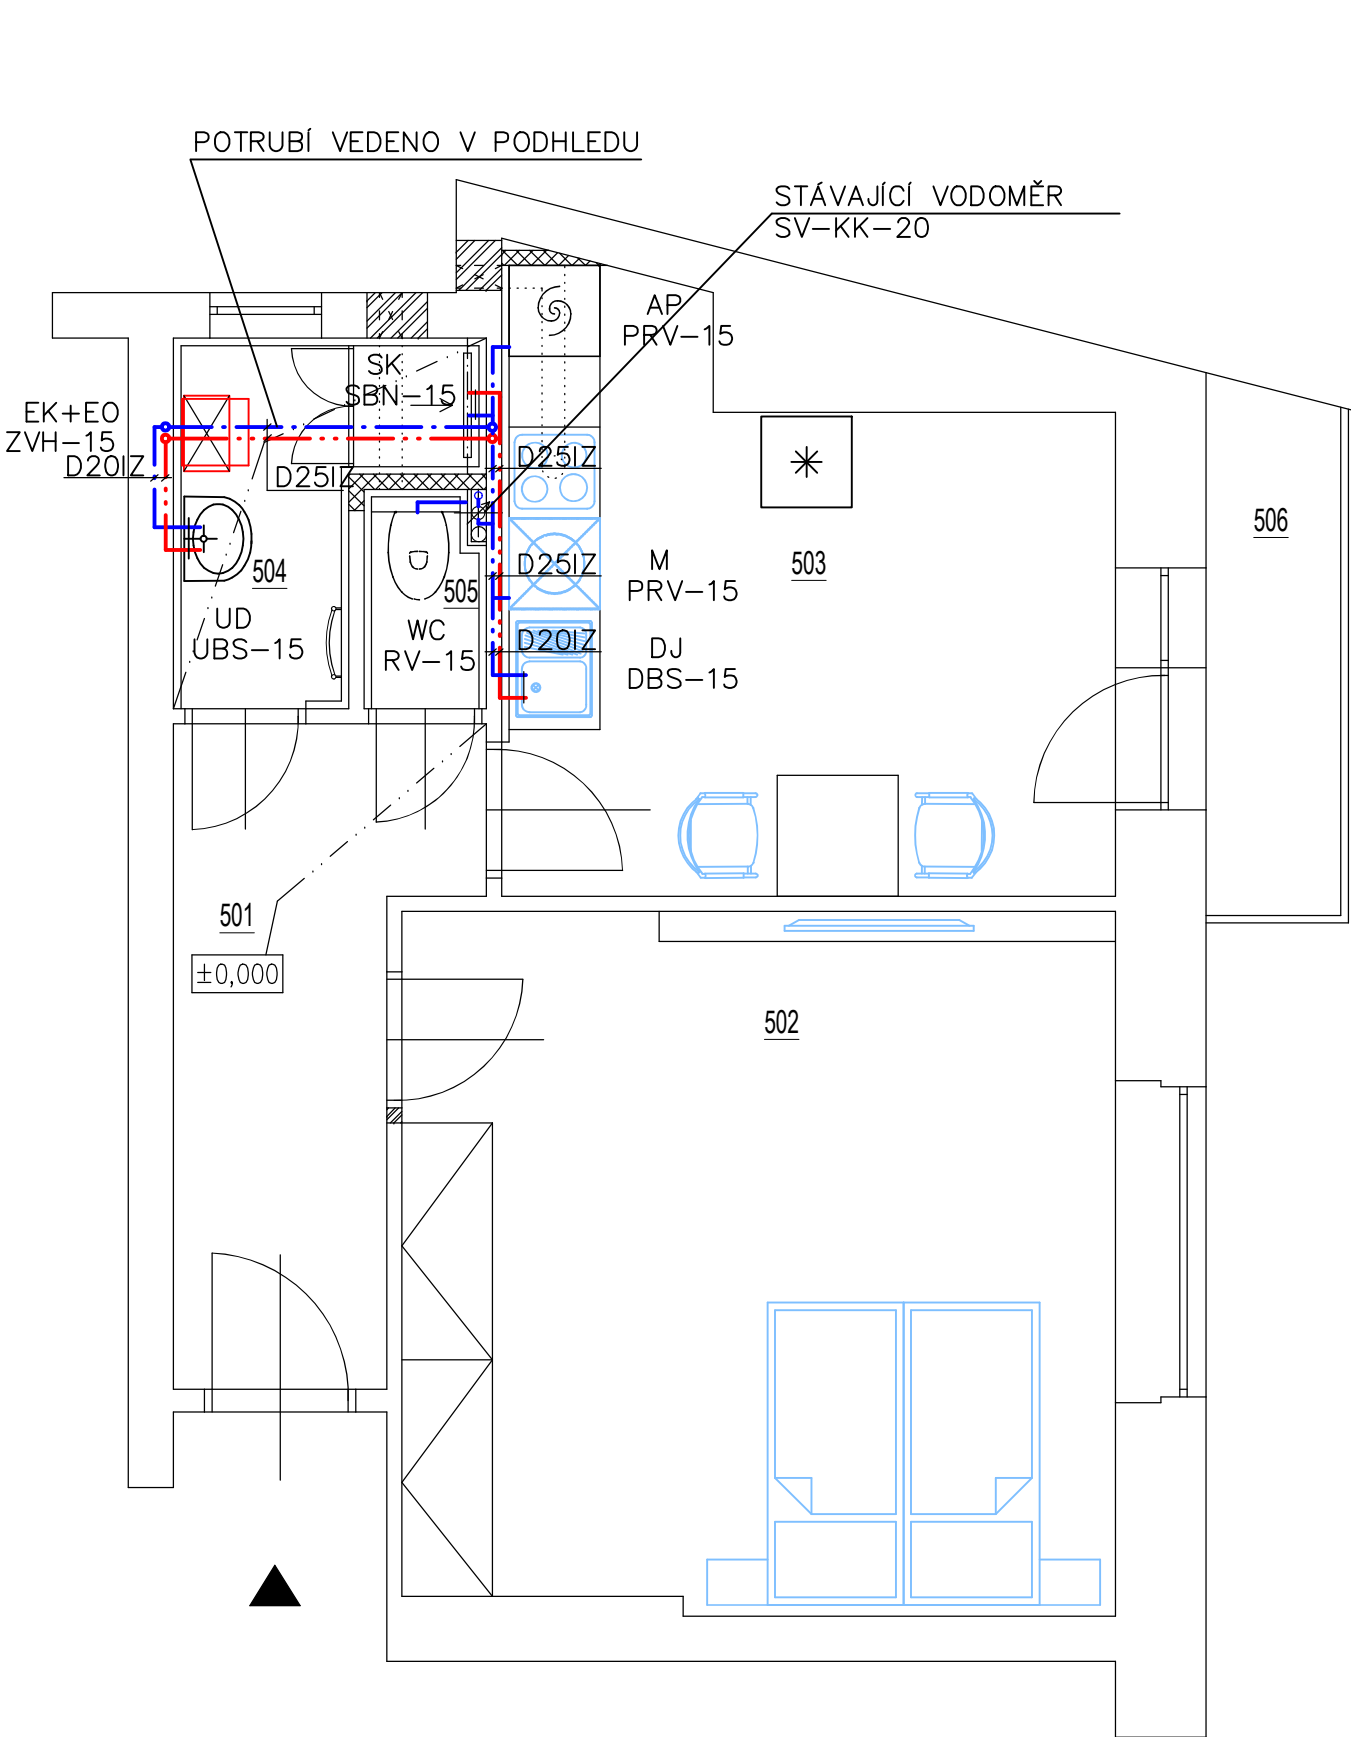 POTRUBÍ VEDENO V PODHLEDU
STÁVAJÍCÍ VODOMĚR
SV-KK-20
AP
PRV-15
SK
SBN-15
EK+EO
ZVH-15
D20IZ
D25IZ
D25IZ
506
503
504
505
D25IZ
M
PRV-15
UD
UBS-15
WC
RV-15
D20IZ
DJ
DBS-15
501
±0,000
502